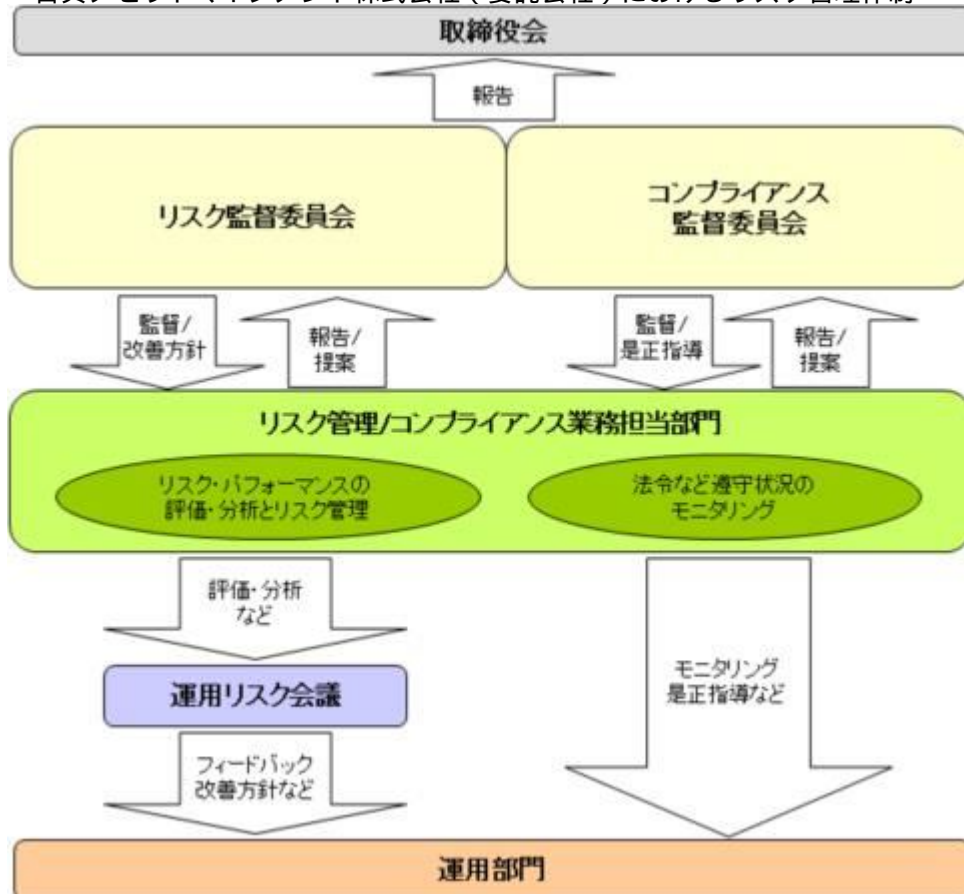 取締役会
報告
リスク監督委員会
コンプライアンス
監督委員会
監督/
改善方針
報告/
提案
監督/
是正指導
報告/
提案
リスク管理/コンプライアンス業務担当部門
リスク・パフォーマンスの
評価・分析とリスク管理
法令など遵守状況の
モニタリング
評価・分析
など
運用リスク会議
モニタリング
是正指導など
フィードバック
改善方針など
運用部門